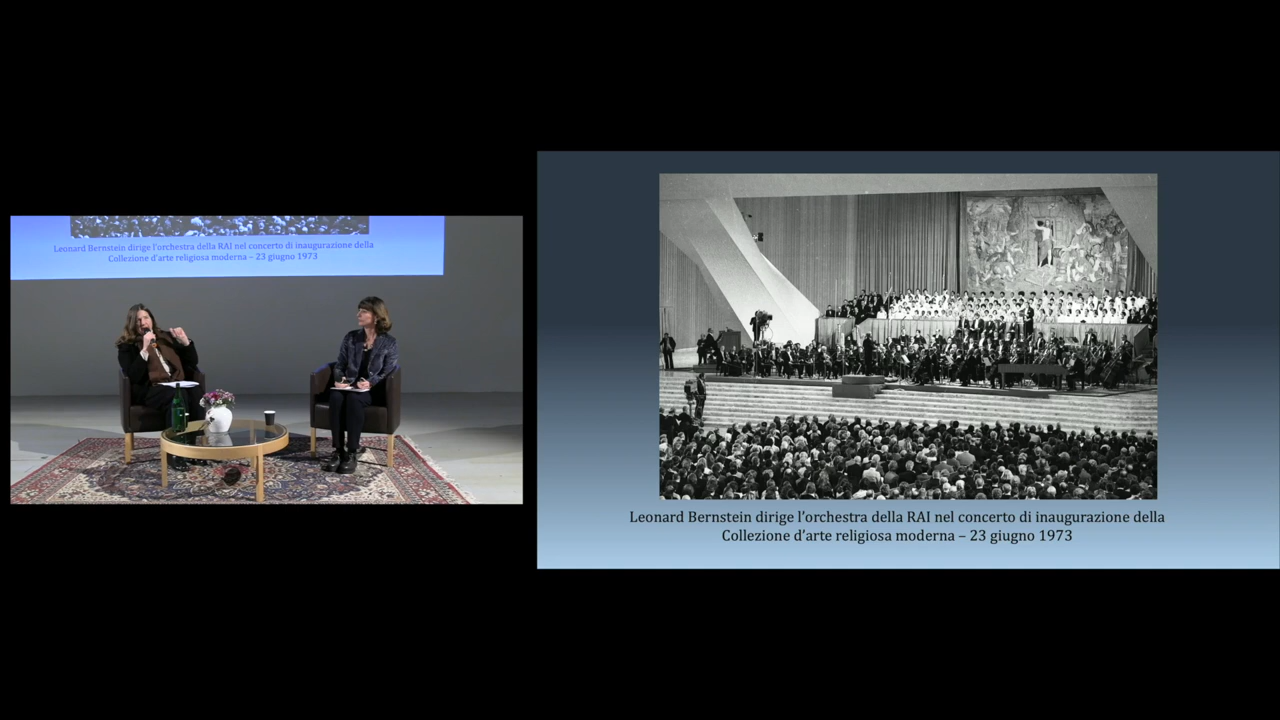 Leonard Bernstein dirige l'orchestra della RAI nel concerto di inaugurazione della
Collezione d'arte religiosa moderna – 23 giugno 1973
Leonard Bernstein dirige l'orchestra della RAI nel concerto di inaugurazione della
Collezione d'arte religiosa moderna – 23 giugno 1973